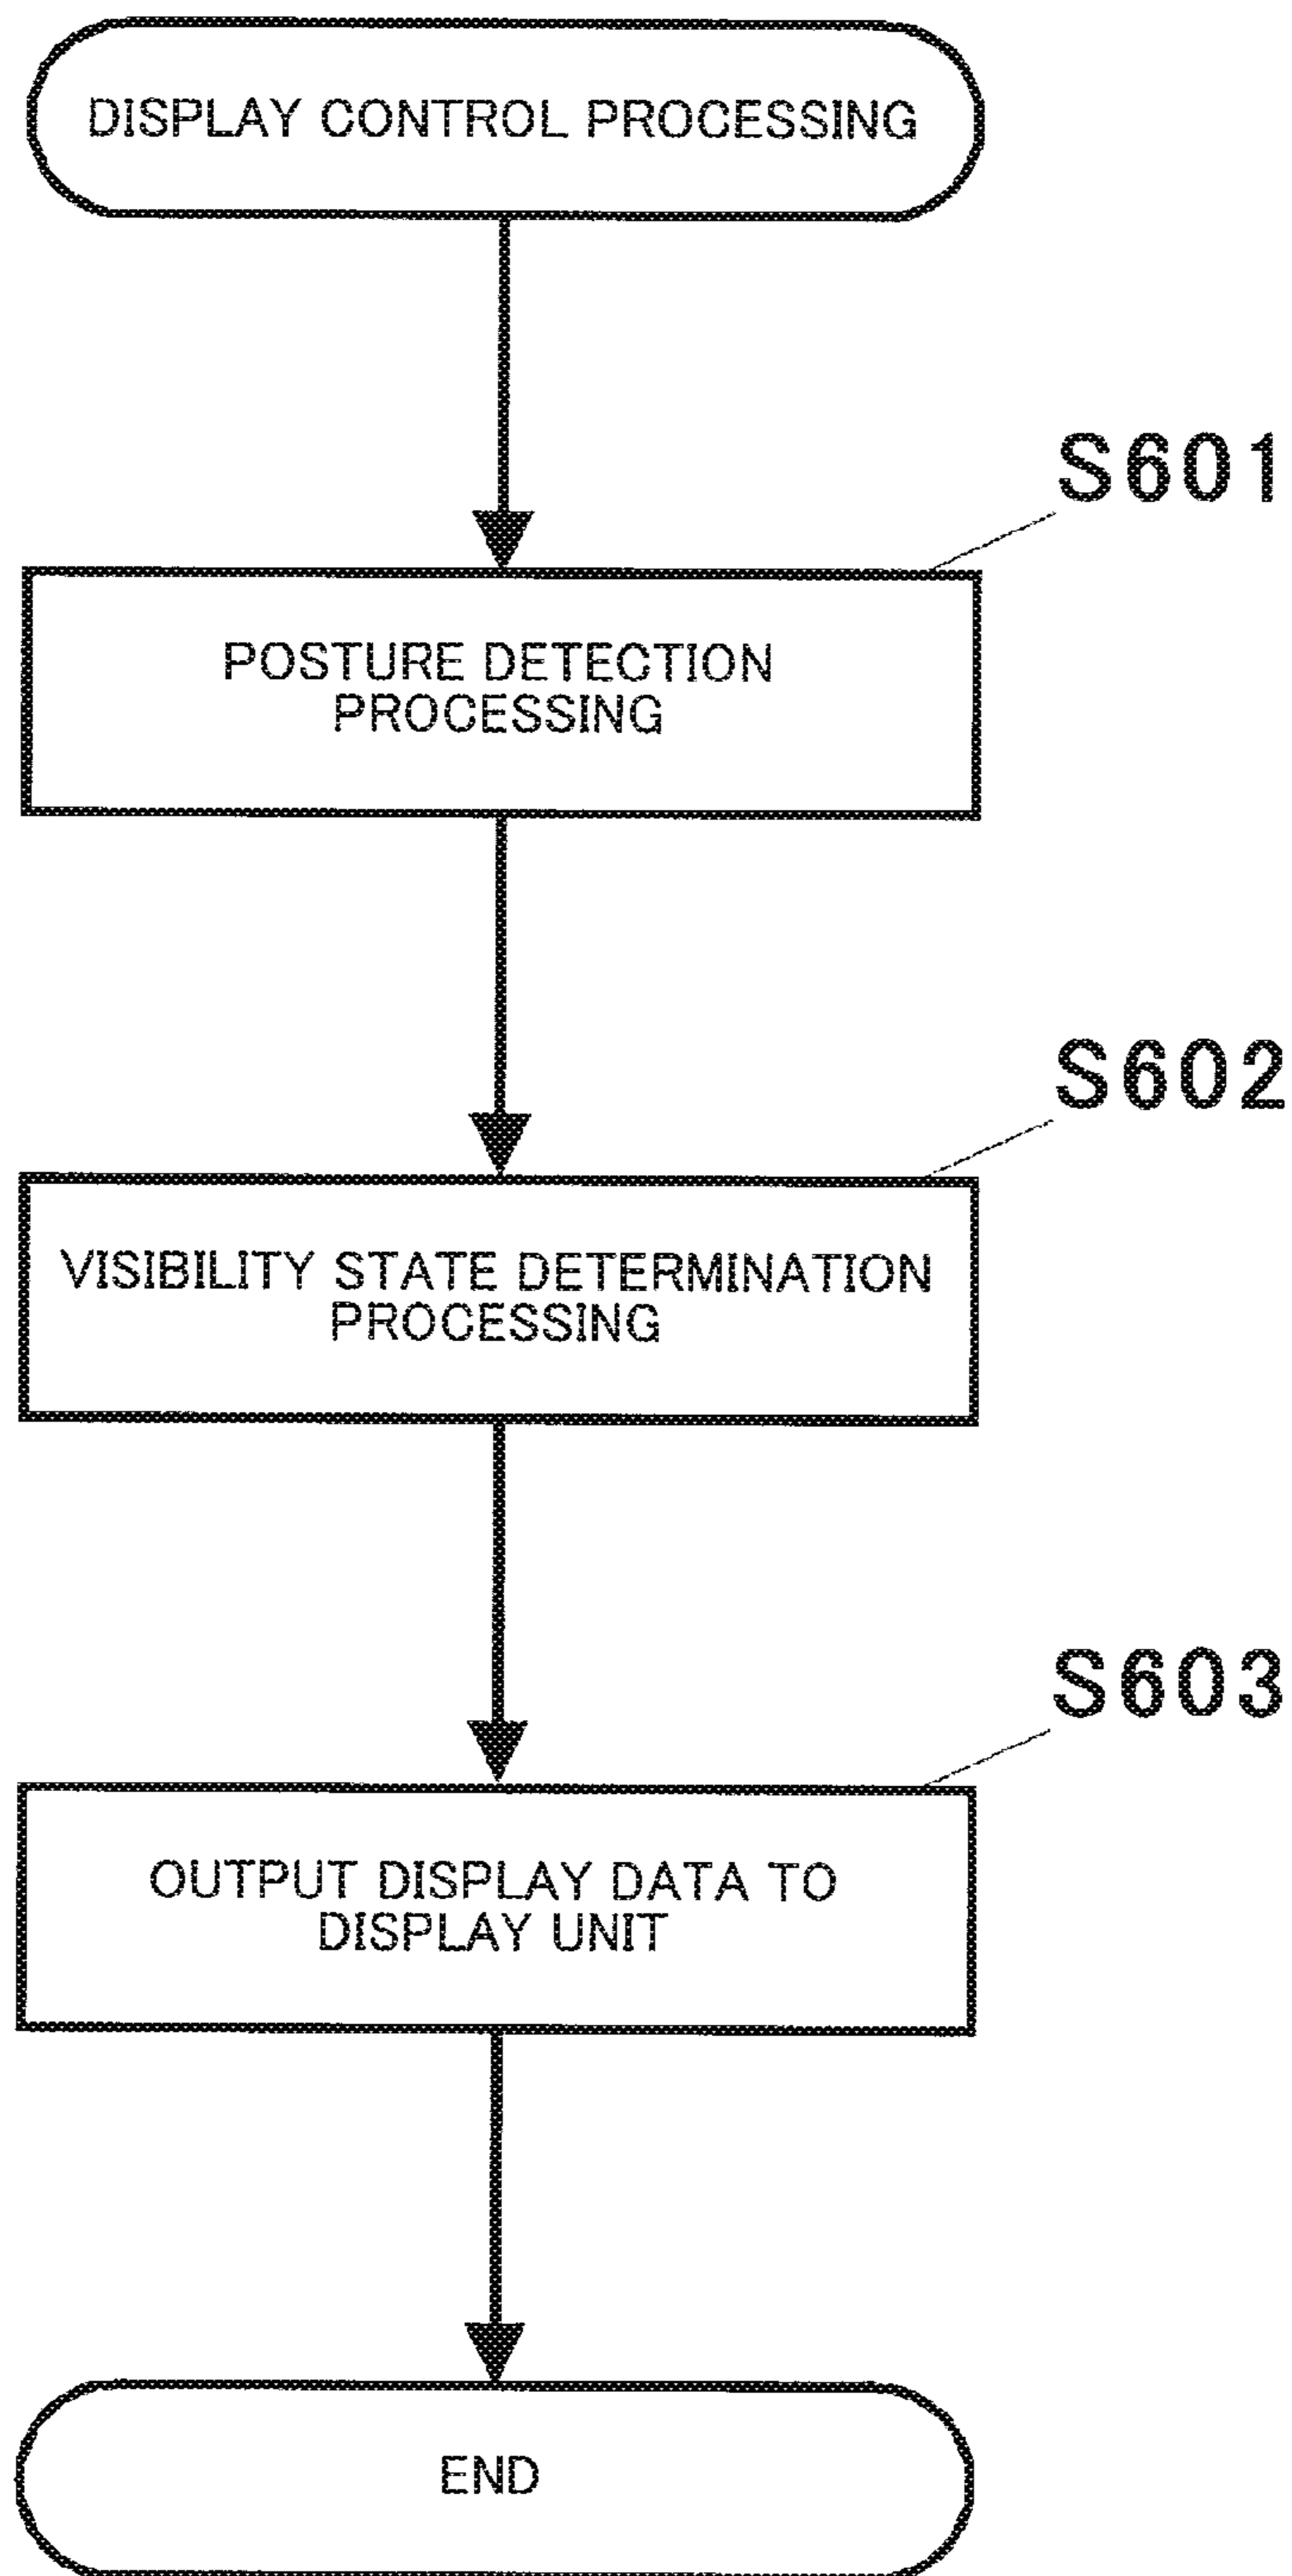 DISPLAY CONTROL PROCESSING
S601
POSTURE DETECTION
PROCESSING
S602
VISIBILITY STATE DETERMINATION
PROCESSING
S603
OUTPUT DISPLAY DATA TO
DISPLAY UNIT
END